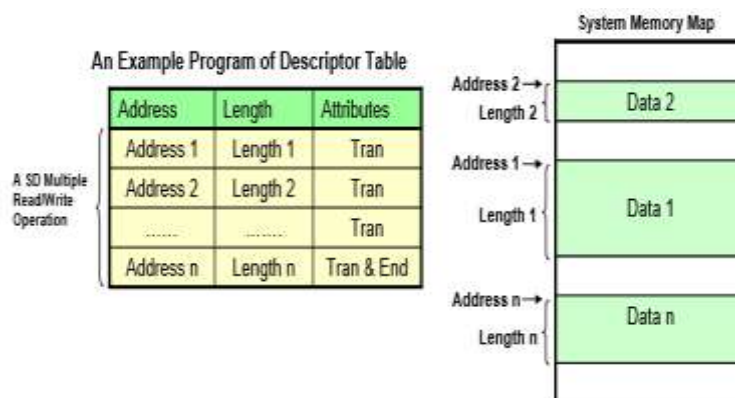 System Memory Map
An Example Program of Descriptor Table
Address Length Attributes
Address 1 Length 1 Tran
Address 2 Length 2 Tran
...... ....... Tran
Address n Length n Tran & End
A SD Multiple
Read/Write
Operation
Address 2
Length 2
Data 2
Address 1
Length 1
Data 1
Address n
Length n
Data n